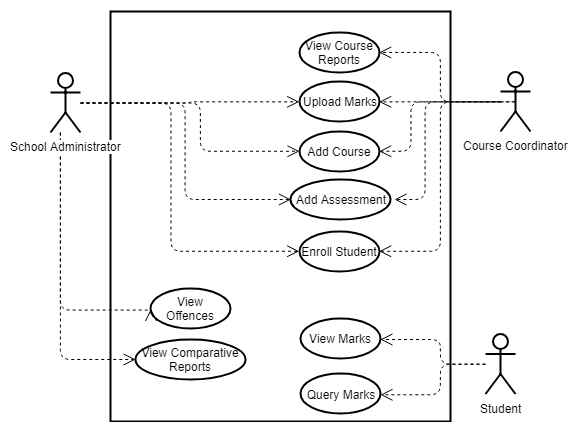 View Course
Reports
Upload Marks
School Administrator
Course Coordinator
Add Course
Add Assessment
Enroll Student
View
Offences
View Marks
View Comparative
Reports
Query Marks
Student